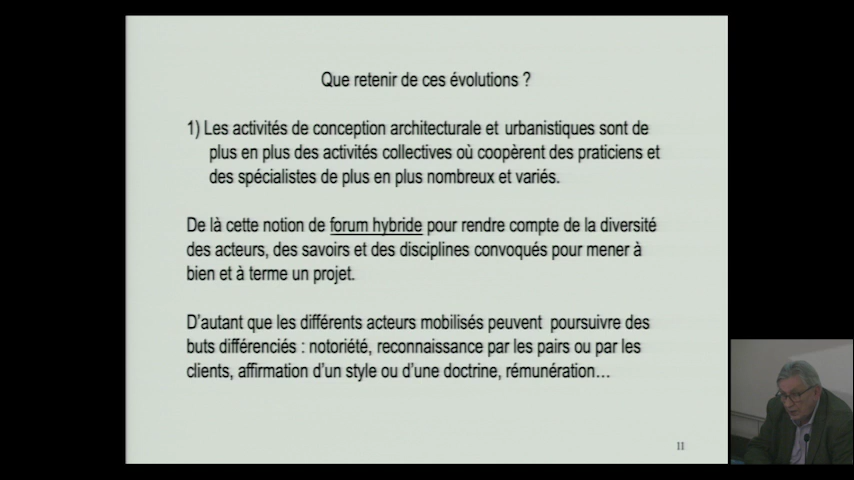 Que retenir de ces évolutions ?
1) Les activités de conception architecturale et urbanistiques sont de
plus en plus des activités collectives où coopèrent des praticiens et
des spécialistes de plus en plus nombreux et variés.
De là cette notion de forum hybride pour rendre compte de la diversité
des acteurs, des savoirs et des disciplines convoqués pour mener à
bien et à terme un projet.
D'autant que les différents acteurs mobilisés peuvent poursuivre des
buts différenciés : notoriété, reconnaissance par les pairs ou par les
clients, affirmation d'un style ou d'une doctrine, rémunération…
11